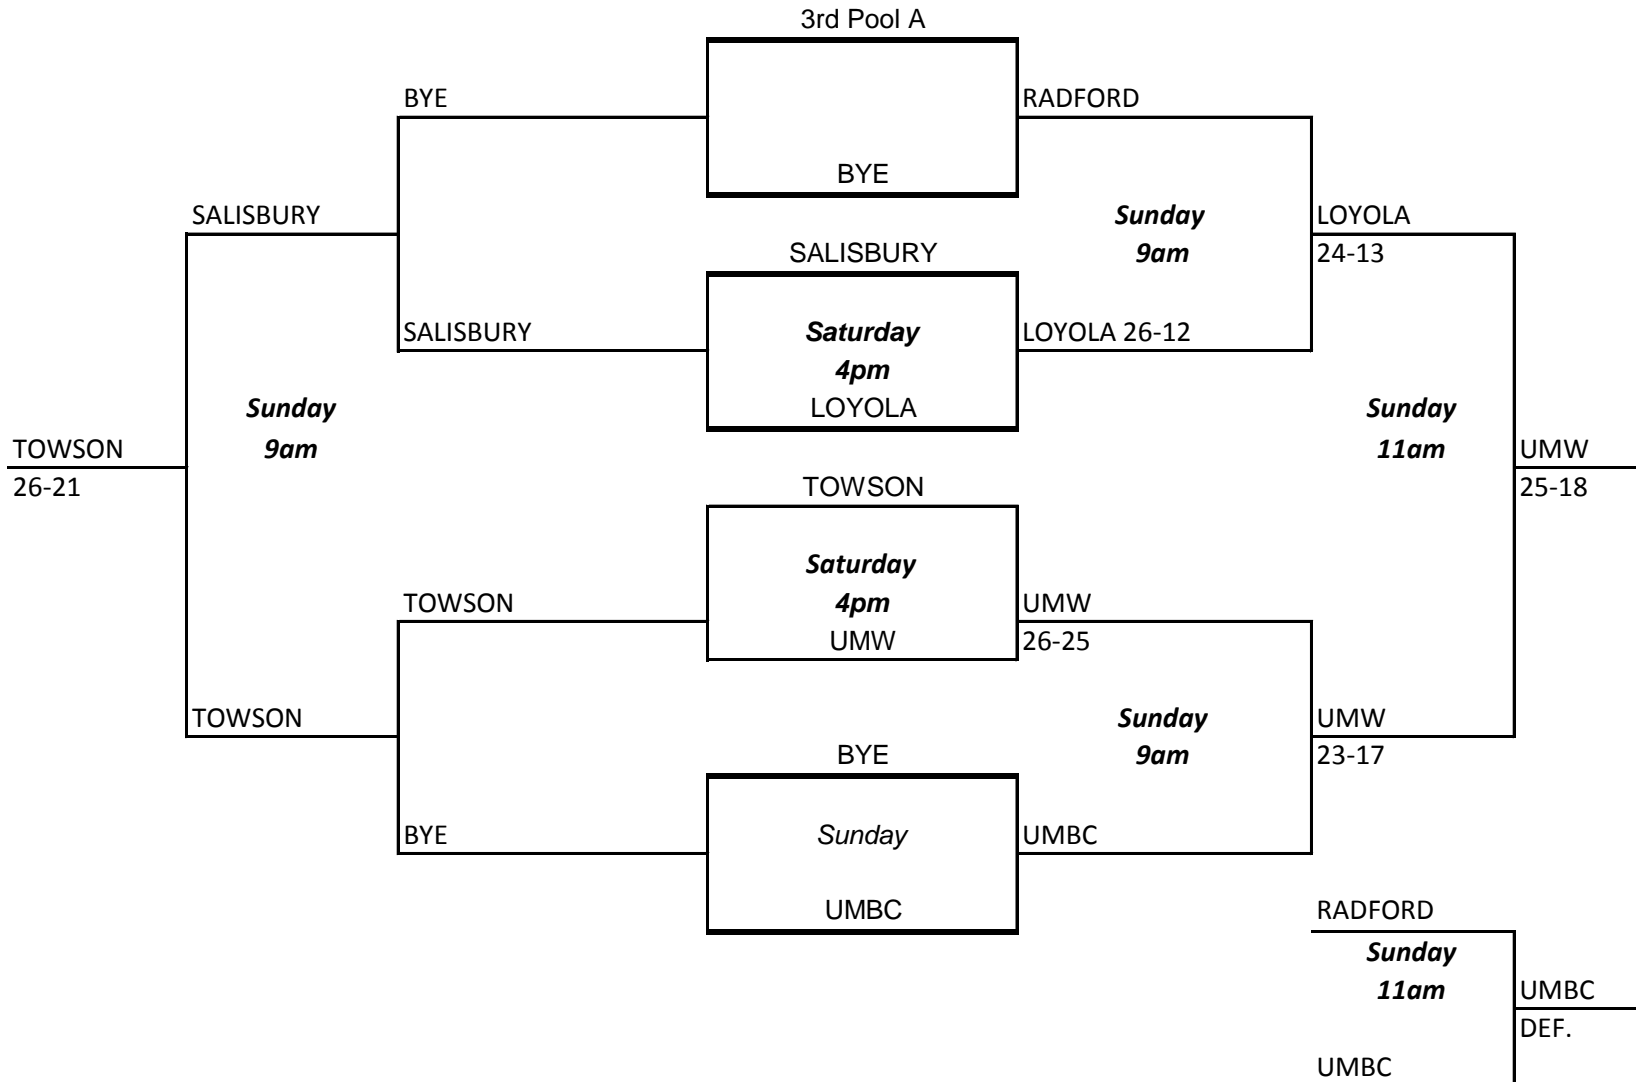 3rd Pool A
BYE
RADFORD
BYE
SALISBURY
Sunday
LOYOLA
SALISBURY
9am
24-13
SALISBURY
Saturday
LOYOLA 26-12
4pm
Sunday
LOYOLA
Sunday
TOWSON
9am
11am
UMW
26-21
TOWSON
25-18
Saturday
TOWSON
4pm
UMW
UMW
26-25
TOWSON
Sunday
UMW
BYE
9am
23-17
BYE
Sunday
UMBC
UMBC
RADFORD
Sunday
11am
UMBC
DEF.
UMBC